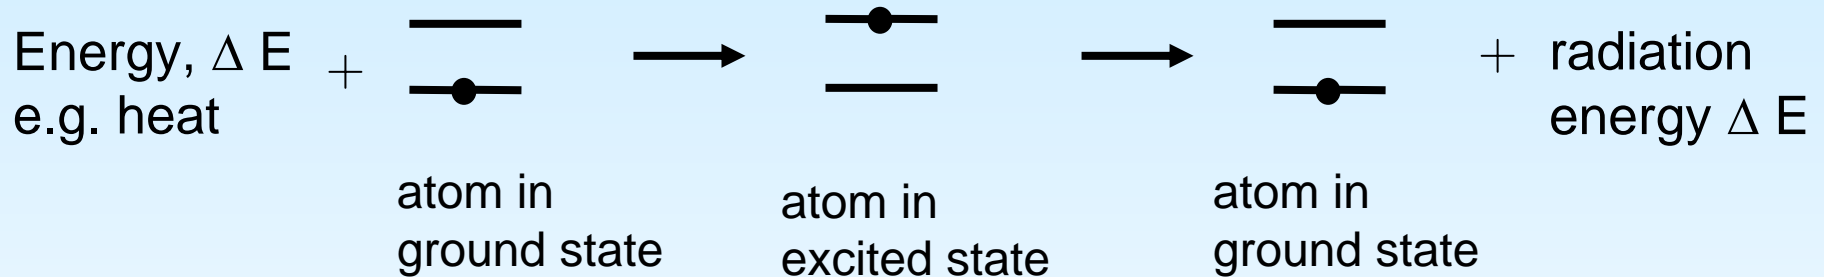 Energy, Δ E
e.g. heat
+
+
radiation
energy Δ E
atom in
ground state
atom in
excited state
atom in
ground state